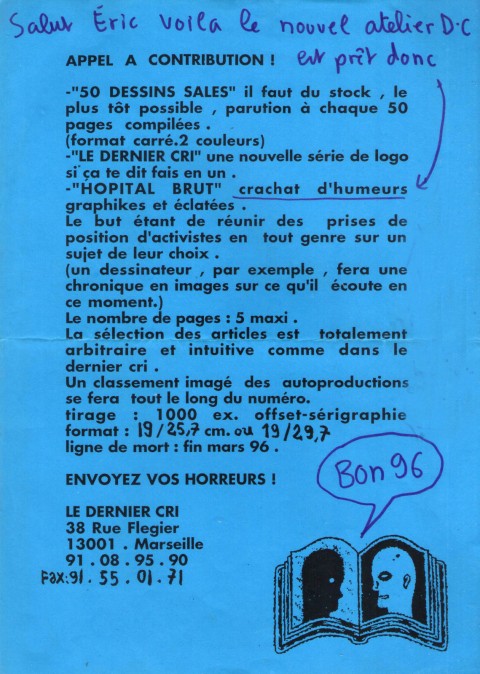 Salut Éric voilà le nouvel atelier D.C
est prêt donc
APPEL A CONTRIBUTION !
-"50 DESSINS SALES" il faut du stock , le
plus tôt possible , parution à chaque 50
pages compilées .
(format carré.2 couleurs)
-"LE DERNIER CRI" une nouvelle série de logo
si ça te dit fais en un .
-"HOPITAL BRUT" crachat d'humeurs
graphikes et éclatées .
Le but étant de réunir des prises de
position d'activistes en tout genre sur un
sujet de leur choix .
(un dessinateur , par exemple , fera une
chronique en images sur ce qu'il écoute en
ce moment.)
Le nombre de pages : 5 maxi .
La sélection des articles est totalement
arbitraire et intuitive comme dans le
dernier cri .
Un classement imagé des autoproductions
se fera tout le long du numéro.
tirage : 1000 ex. offset-sérigraphie
format : 19/25,7 cm. ou 19/29,7
ligne de mort : fin mars 96 .
Bon 96
ENVOYEZ VOS HORREURS !
LE DERNIER CRI
38 Rue Flegier
13001 . Marseille
91 . 08 . 95 . 90
Fax:91 . 55 . 01 . 71